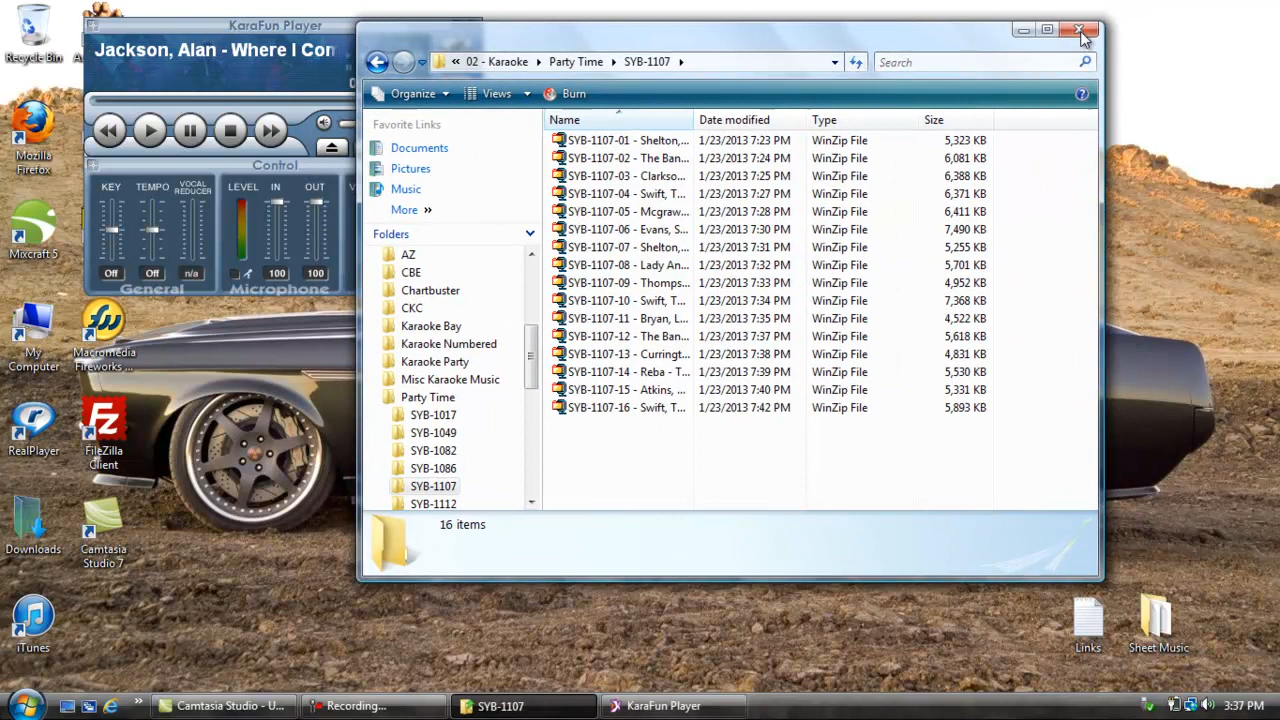 Recycle Bin
Mozilla
Firefox
Mixcraft 5
My
Computer
Macromedia
Fireworks ...
RealPlayer
FileZilla
Client
Downloads
Camtasia
Studio 7
iTunes
KaraFun Player
Jackson, Alan - Where I Com
Control
KEY
TEMPO
VOCAL
REDUCER
LEVEL
IN
OUT
Off
Off
n/a
100
100
General
Microphone
« 02 - Karaoke
Party Time
SYB-1107
Search
Organize
Views
Burn
Favorite Links
Documents
Pictures
Music
More »
Folders
AZ
CBE
Chartbuster
CKC
Karaoke Bay
Karaoke Numbered
Karaoke Party
Misc Karaoke Music
Party Time
SYB-1017
SYB-1049
SYB-1082
SYB-1086
SYB-1107
SYB-1112
Name Date modified Type Size
SYB-1107-01 - Shelton,... 1/23/2013 7:23 PM WinZip File 5,323 KB
SYB-1107-02 - The Ban... 1/23/2013 7:24 PM WinZip File 6,081 KB
SYB-1107-03 - Clarkso... 1/23/2013 7:25 PM WinZip File 6,388 KB
SYB-1107-04 - Swift, T... 1/23/2013 7:27 PM WinZip File 6,371 KB
SYB-1107-05 - Mcgraw... 1/23/2013 7:28 PM WinZip File 6,411 KB
SYB-1107-06 - Evans, S... 1/23/2013 7:30 PM WinZip File 7,490 KB
SYB-1107-07 - Shelton,... 1/23/2013 7:31 PM WinZip File 5,255 KB
SYB-1107-08 - Lady An... 1/23/2013 7:32 PM WinZip File 5,701 KB
SYB-1107-09 - Thomps... 1/23/2013 7:33 PM WinZip File 4,952 KB
SYB-1107-10 - Swift, T... 1/23/2013 7:34 PM WinZip File 7,368 KB
SYB-1107-11 - Bryan, L... 1/23/2013 7:35 PM WinZip File 4,522 KB
SYB-1107-12 - The Ban... 1/23/2013 7:37 PM WinZip File 5,618 KB
SYB-1107-13 - Curringt... 1/23/2013 7:38 PM WinZip File 4,831 KB
SYB-1107-14 - Reba - T... 1/23/2013 7:39 PM WinZip File 5,530 KB
SYB-1107-15 - Atkins, ... 1/23/2013 7:40 PM WinZip File 5,331 KB
SYB-1107-16 - Swift, T... 1/23/2013 7:42 PM WinZip File 5,893 KB
16 items
Links
Sheet Music
Camtasia Studio - U...
Recording...
SYB-1107
KaraFun Player
3:37 PM